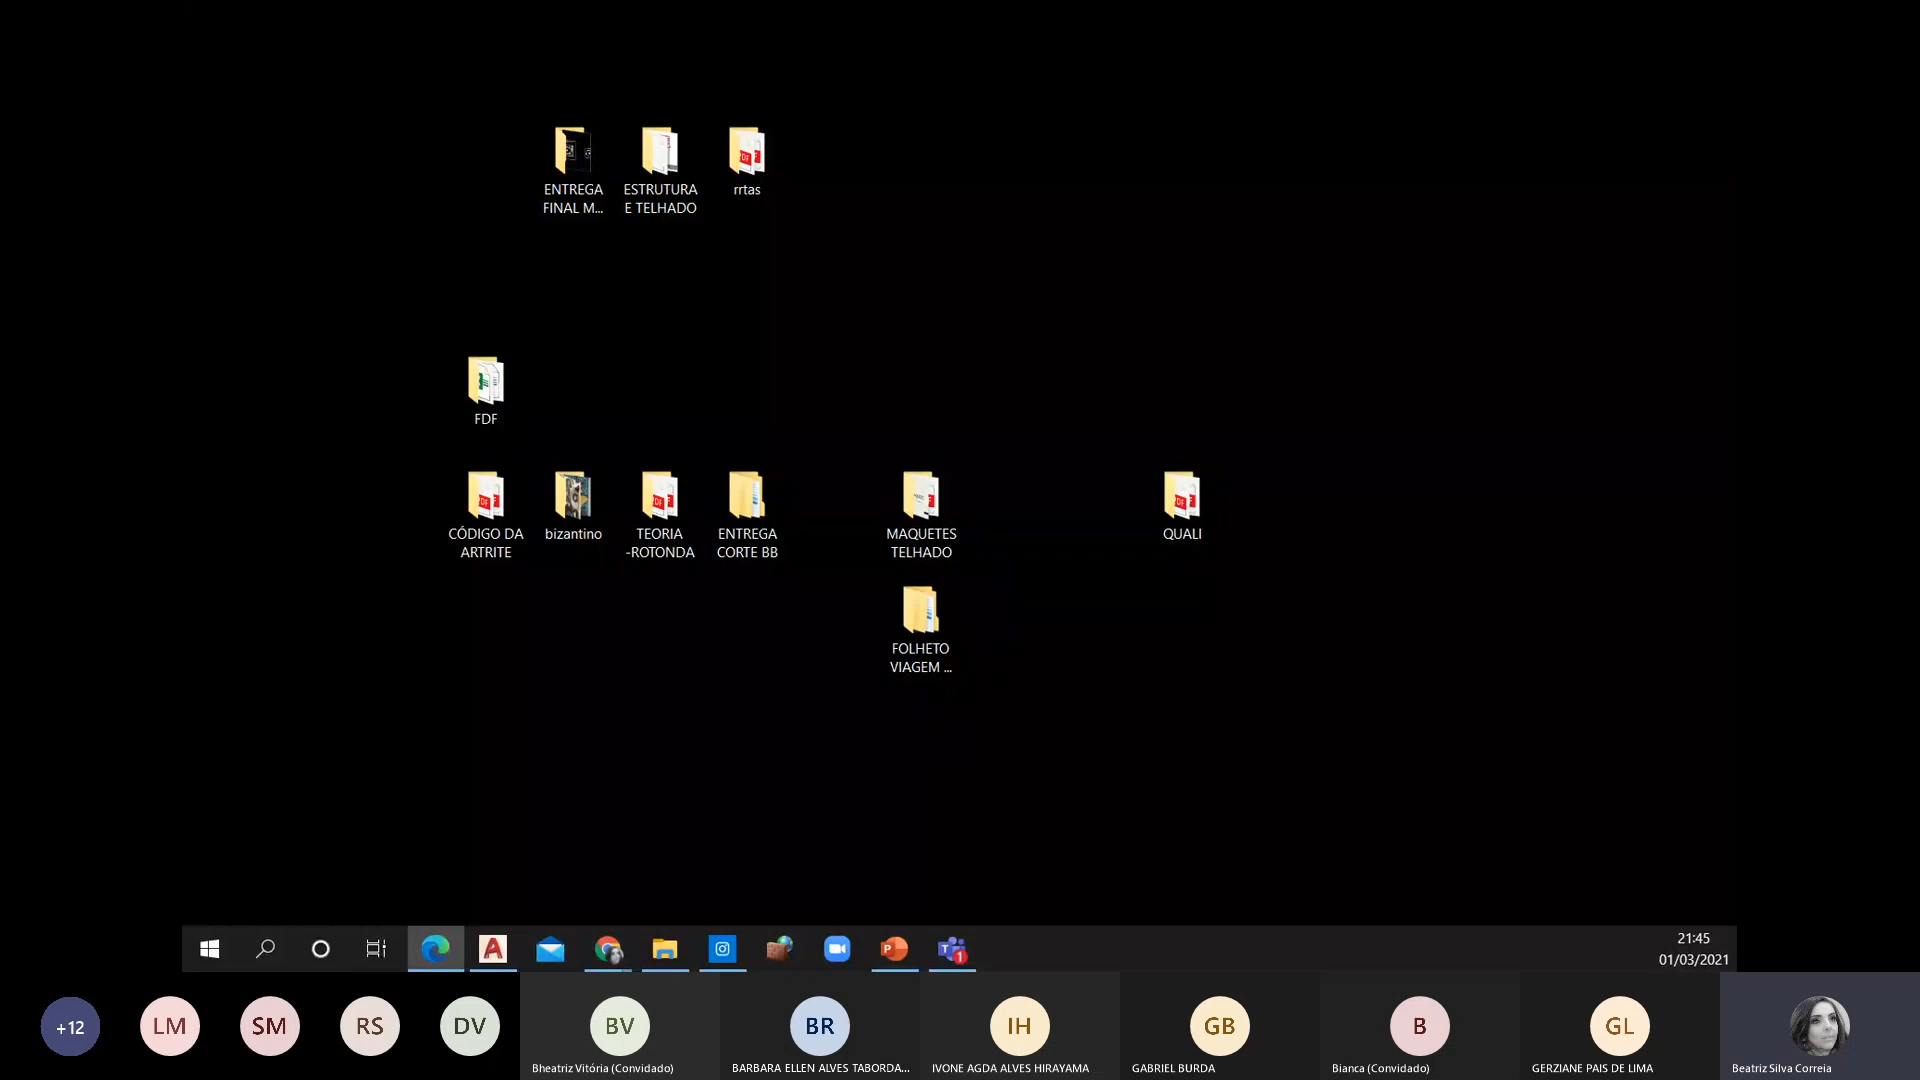 ENTREGA
FINAL M...
ESTRUTURA
E TELHADO
rrtas
FDF
CÓDIGO DA
ARTRITE
bizantino
TEORIA
-ROTONDA
ENTREGA
CORTE BB
MAQUETES
TELHADO
QUALI
FOLHETO
VIAGEM ...
21:45
01/03/2021
+12
LM
SM
RS
DV
BV
BR
IH
GB
B
GL
Bheatriz Vitória (Convidado)
BARBARA ELLEN ALVES TABORDA...
IVONE AGDA ALVES HIRAYAMA
GABRIEL BURDA
Bianca (Convidado)
GERZIANE PAIS DE LIMA
Beatriz Silva Correia